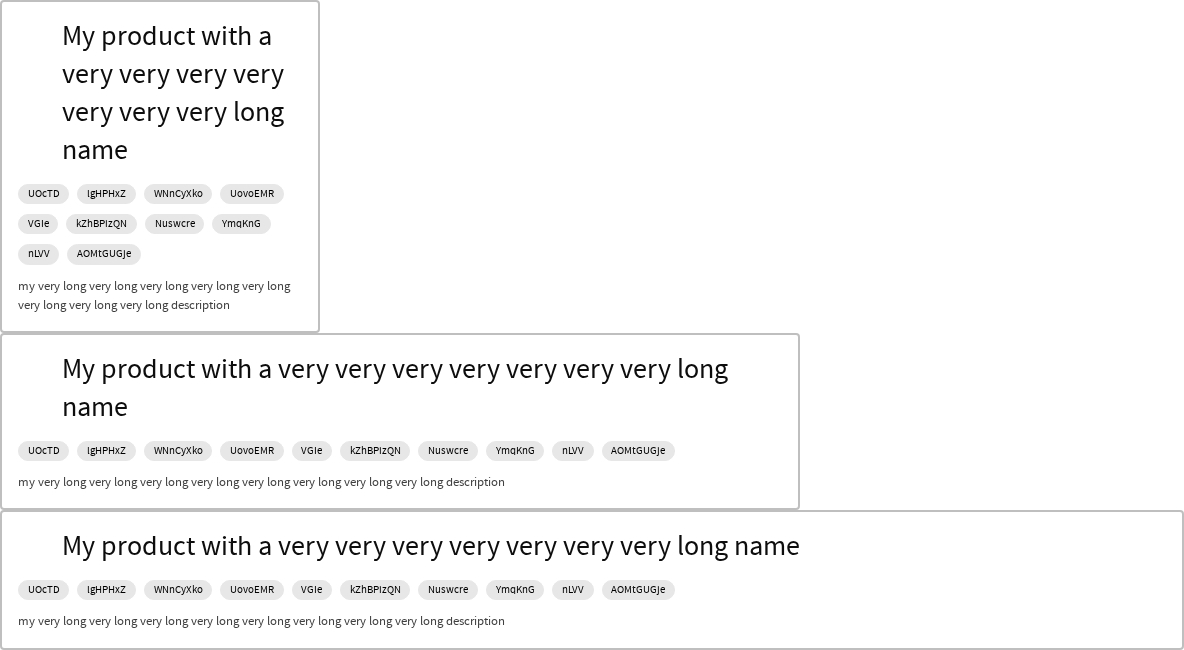 My product with a
very very very very
very very very long
name
UOcTD lgHPHxZ WNnCyXko UovoEMR
VGIe kZhBPIzQN Nuswcre YmqKnG
nLVV AOMtGUGJe
my very long very long very long very long very long
very long very long very long description
My product with a very very very very very very very long
name
UOcTD lgHPHxZ WNnCyXko UovoEMR VGIe kZhBPIzQN Nuswcre YmqKnG nLVV AOMtGUGJe
my very long very long very long very long very long very long very long very long description
My product with a very very very very very very very long name
UOcTD lgHPHxZ WNnCyXko UovoEMR VGIe kZhBPIzQN Nuswcre YmqKnG nLVV AOMtGUGJe
my very long very long very long very long very long very long very long very long description